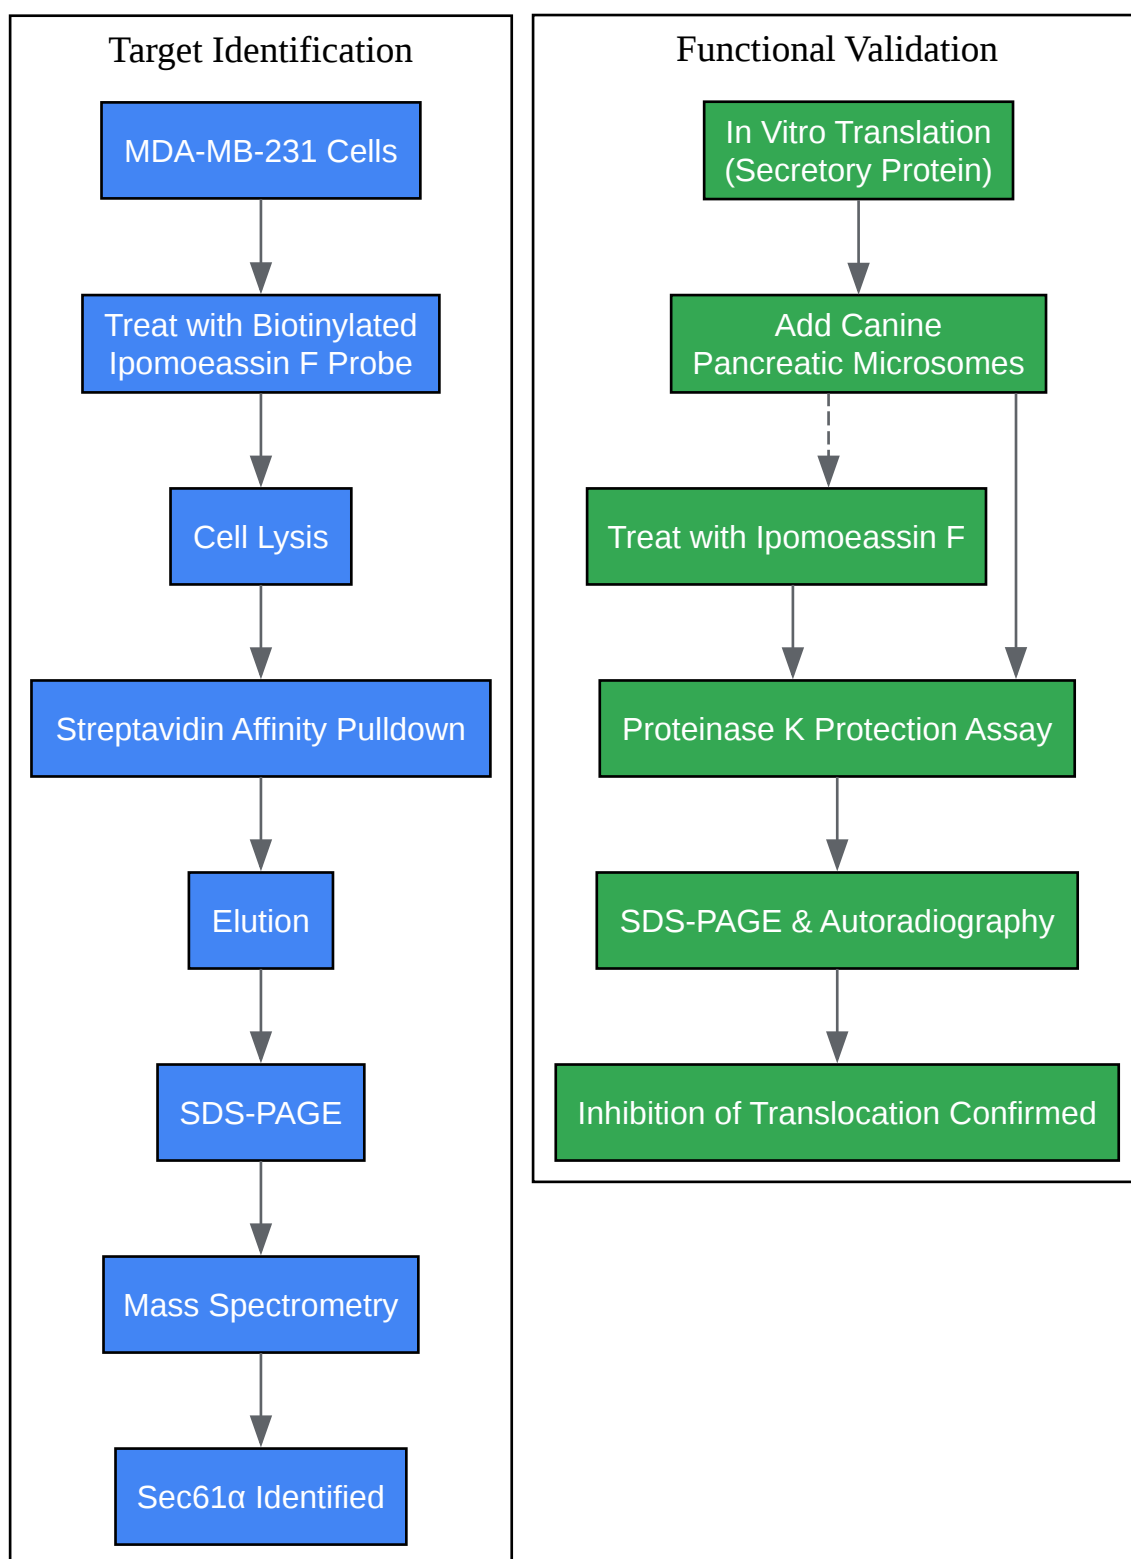 Target Identification
MDA-MB-231 Cells
Treat with Biotinylated
Ipomoeassin F Probe
Cell Lysis
Streptavidin Affinity Pulldown
Elution
SDS-PAGE
Mass Spectrometry
Sec61α Identified
Functional Validation
In Vitro Translation
(Secretory Protein)
Add Canine
Pancreatic Microsomes
Treat with Ipomoeassin F
Proteinase K Protection Assay
SDS-PAGE & Autoradiography
Inhibition of Translocation Confirmed